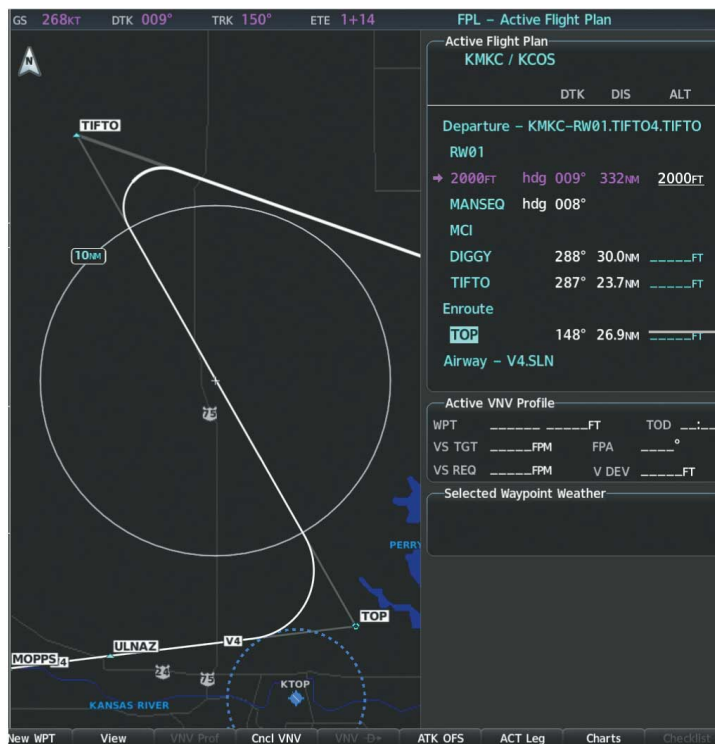 GS 268KT DTK 009° TRK 150° ETE 1+14 FPL – Active Flight Plan
N
TIFTO
10NM
75
PERRY
TOP
V4
ULNAZ
MOPPS 4
24
75
KTOP
KANSAS RIVER
Active Flight Plan
KMKC / KCOS
DTK DIS ALT
Departure – KMKC–RW01.TIFTO4.TIFTO
RW01
2000FT hdg 009° 332NM 2000FT
MANSEQ hdg 008°
MCI
DIGGY 288° 30.0NM _____FT
TIFTO 287° 23.7NM _____FT
Enroute
TOP 148° 26.9NM _____FT
Airway – V4.SLN
Active VNV Profile
WPT ______ _____FT TOD __:__
VS TGT _____FPM FPA ____°
VS REQ _____FPM V DEV _____FT
Selected Waypoint Weather
New WPT View VNV Prof Cncl VNV VNV -D→ ATK OFS ACT Leg Charts Checklist